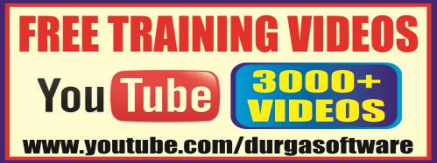 FREE TRAINING VIDEOS
YouTube
3000+
VIDEOS
www.youtube.com/durgasoftware